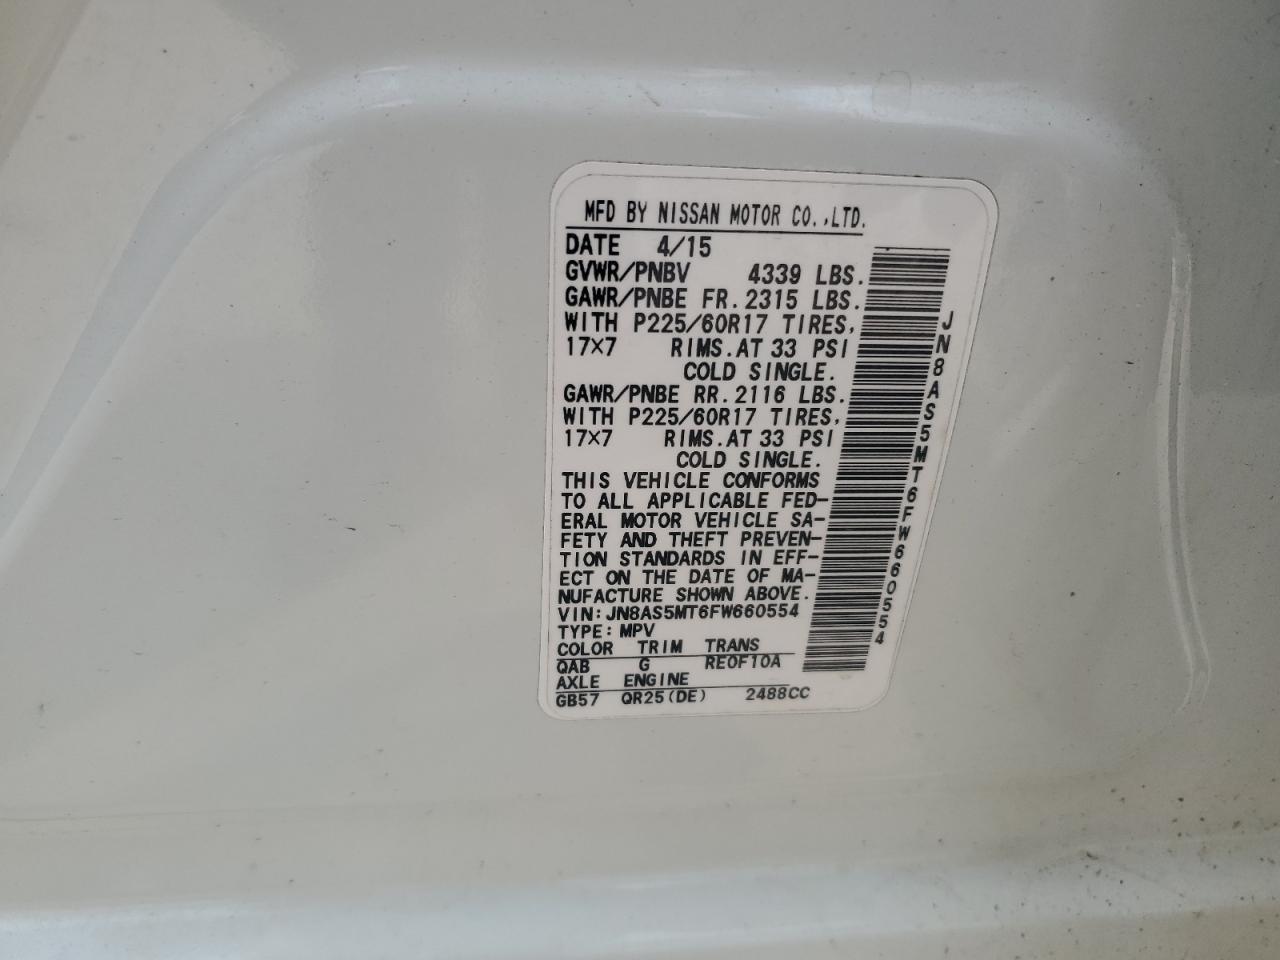 MFD BY NISSAN MOTOR CO.,LTD.
DATE 4/15
GVWR/PNBV 4339 LBS.
GAWR/PNBE FR. 2315 LBS.
WITH P225/60R17 TIRES,
17×7 RIMS. AT 33 PSI
COLD SINGLE.
GAWR/PNBE RR. 2116 LBS.
WITH P225/60R17 TIRES,
17×7 RIMS. AT 33 PSI
COLD SINGLE.
THIS VEHICLE CONFORMS
TO ALL APPLICABLE FED-
ERAL MOTOR VEHICLE SA-
FETY AND THEFT PREVEN-
TION STANDARDS IN EFF-
ECT ON THE DATE OF MA-
NUFACTURE SHOWN ABOVE.
VIN: JN8AS5MT6FW660554
TYPE: MPV
COLOR TRIM TRANS
QAB G RE0F10A
AXLE ENGINE
GB57 QR25(DE) 2488CC
JN8AS5MT6FW660554